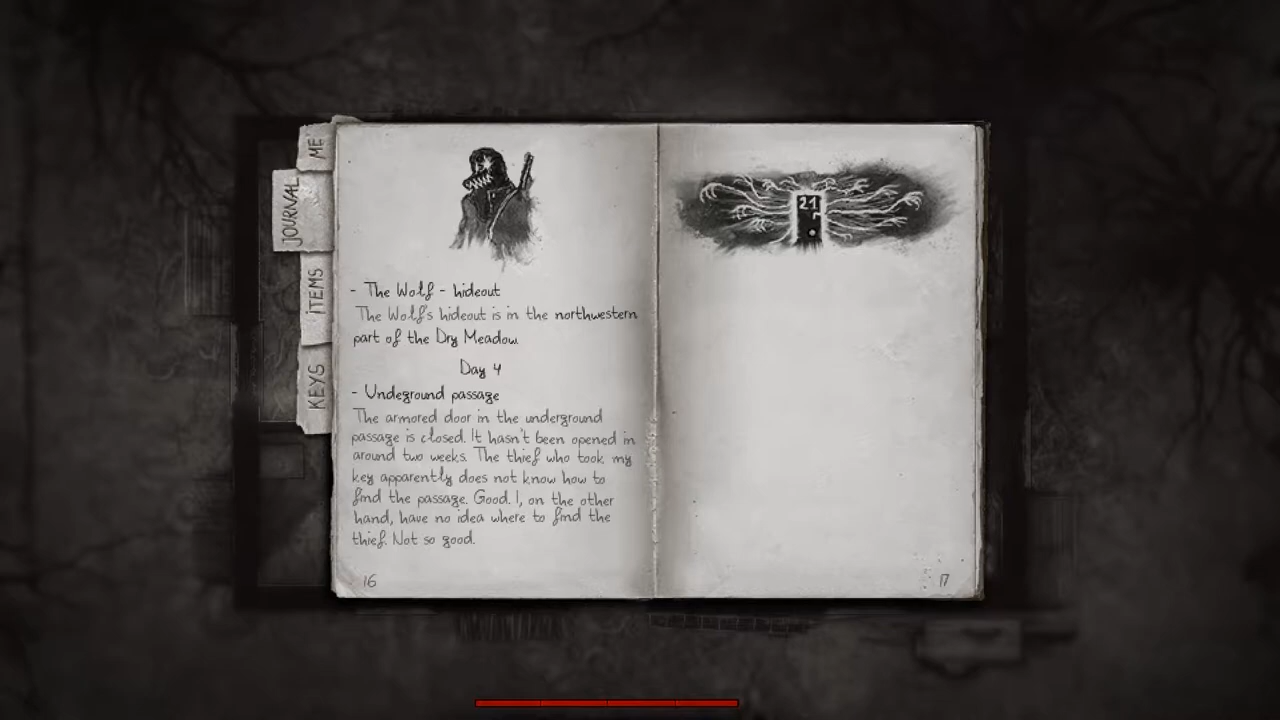 ME
JOURNAL
ITEMS
KEYS
- The Wolf - hideout
The Wolf's hideout is in the northwestern
part of the Dry Meadow.
Day 4
- Undeground passage
The armored door in the underground
passage is closed. It hasn't been opened in
around two weeks. The thief who took my
key apparently does not know how to
find the passage. Good. I, on the other
hand, have no idea where to find the
thief. Not so good.
16
21
17